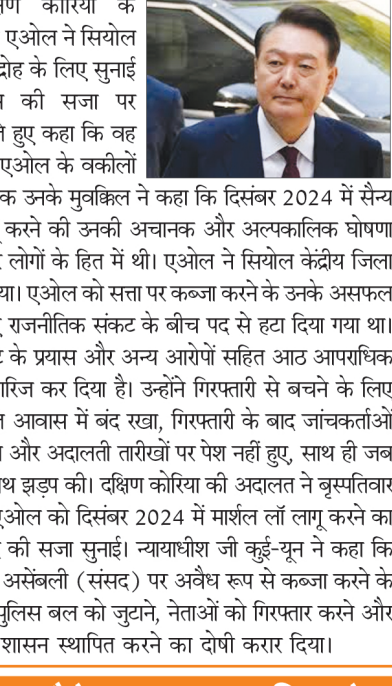 कोरिया के
एओल ने सियोल
के लिए सुनाई
की सजा पर
हुए कहा कि वह
एओल के वकीलों
उनके मुवक्किल ने कहा कि दिसंबर 2024 में सैन्य
करने की उनकी अचानक और अल्पकालिक घोषणा
लोगों के हित में थी। एओल ने सियोल केंद्रीय जिला
एओल को सत्ता पर कब्जा करने के उनके असफल
राजनीतिक संकट के बीच पद से हटा दिया गया था।
के प्रयास और अन्य आरोपों सहित आठ आपराधिक
कर दिया है। उन्होंने गिरफ्तारी से बचने के लिए
आवास में बंद रखा, गिरफ्तारी के बाद जांचकर्ताओं
और अदालती तारीखों पर पेश नहीं हुए, साथ ही जब
झड़प की। दक्षिण कोरिया की अदालत ने बृस्पतिवार
एओल को दिसंबर 2024 में मार्शल लॉ लागू करने का
की सजा सुनाई। न्यायाधीश जी कुई-यून ने कहा कि
असेंबली (संसद) पर अवैध रूप से कब्जा करने के
पुलिस बल को जुटाने, नेताओं को गिरफ्तार करने और
शासन स्थापित करने का दोषी करार दिया।